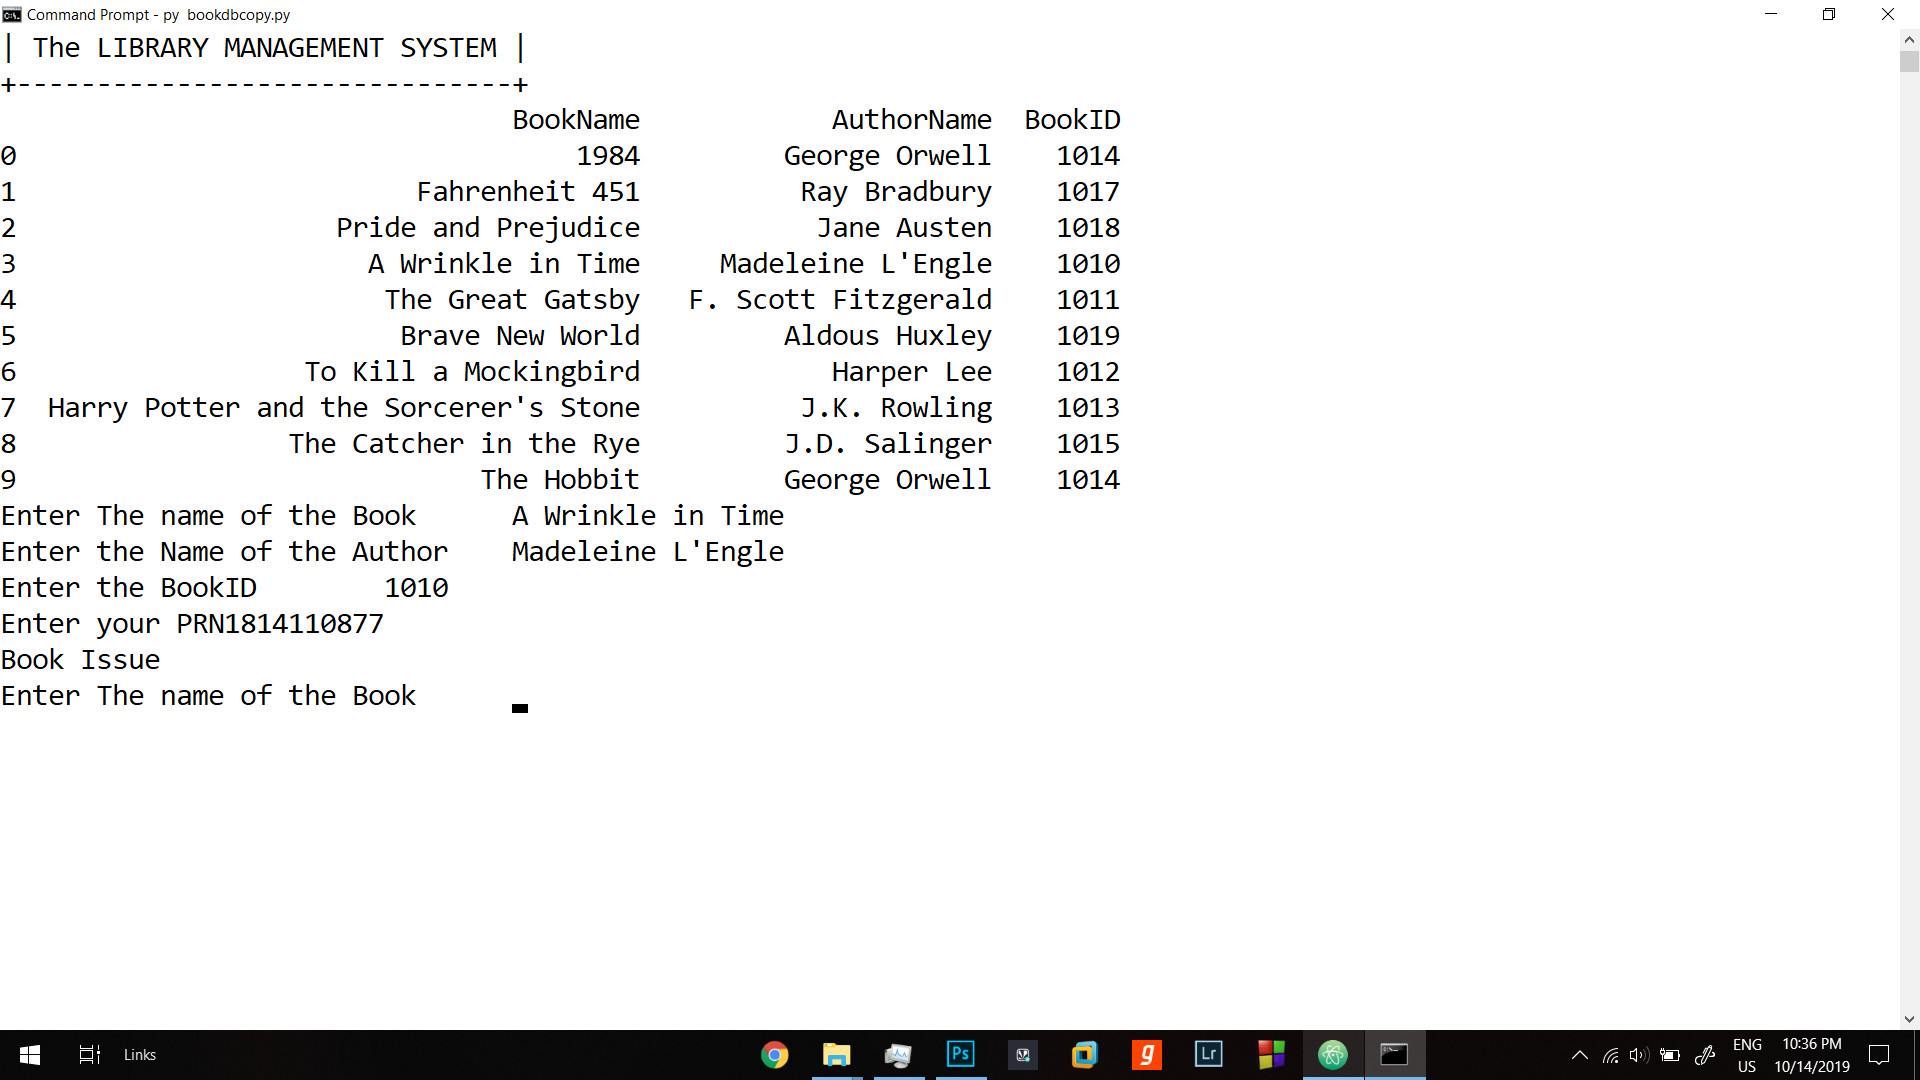 Command Prompt - py  bookdbcopy.py
| The LIBRARY MANAGEMENT SYSTEM |
+-------------------------------+
                                BookName            AuthorName  BookID
0                                   1984         George Orwell    1014
1                         Fahrenheit 451          Ray Bradbury    1017
2                    Pride and Prejudice           Jane Austen    1018
3                      A Wrinkle in Time     Madeleine L'Engle    1010
4                       The Great Gatsby   F. Scott Fitzgerald    1011
5                        Brave New World         Aldous Huxley    1019
6                  To Kill a Mockingbird            Harper Lee    1012
7  Harry Potter and the Sorcerer's Stone          J.K. Rowling    1013
8                 The Catcher in the Rye         J.D. Salinger    1015
9                             The Hobbit         George Orwell    1014
Enter The name of the Book      A Wrinkle in Time
Enter the Name of the Author    Madeleine L'Engle
Enter the BookID        1010
Enter your PRN1814110877
Book Issue
Enter The name of the Book
Links
Ps
g
Lr
ENG
US
10:36 PM
10/14/2019